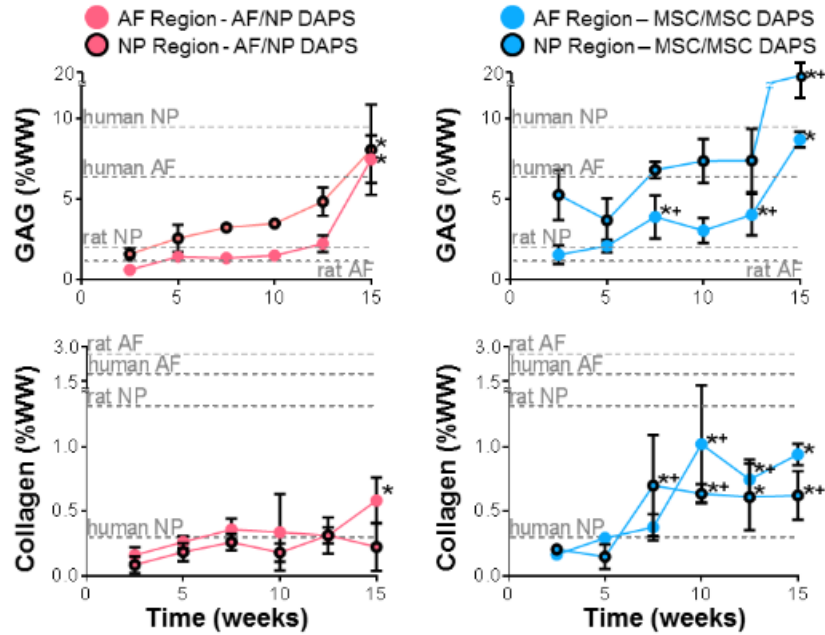 AF Region - AF/NP DAPS
NP Region - AF/NP DAPS
AF Region – MSC/MSC DAPS
NP Region – MSC/MSC DAPS
GAG (%WW)
20
10
5
0
human NP
human AF
rat NP
rat AF
*
*
0
5
10
15
GAG (%WW)
20
10
5
0
human NP
human AF
rat NP
rat AF
*+
*
*+
*+
0
5
10
15
Collagen (%WW)
3.0
1.5
1.0
0.5
0.0
rat AF
human AF
rat NP
human NP
*
0
5
10
15
Time (weeks)
Collagen (%WW)
3.0
1.5
1.0
0.5
0.0
rat AF
human AF
rat NP
human NP
*+
*+
*+
*+
*
*
*+
0
5
10
15
Time (weeks)